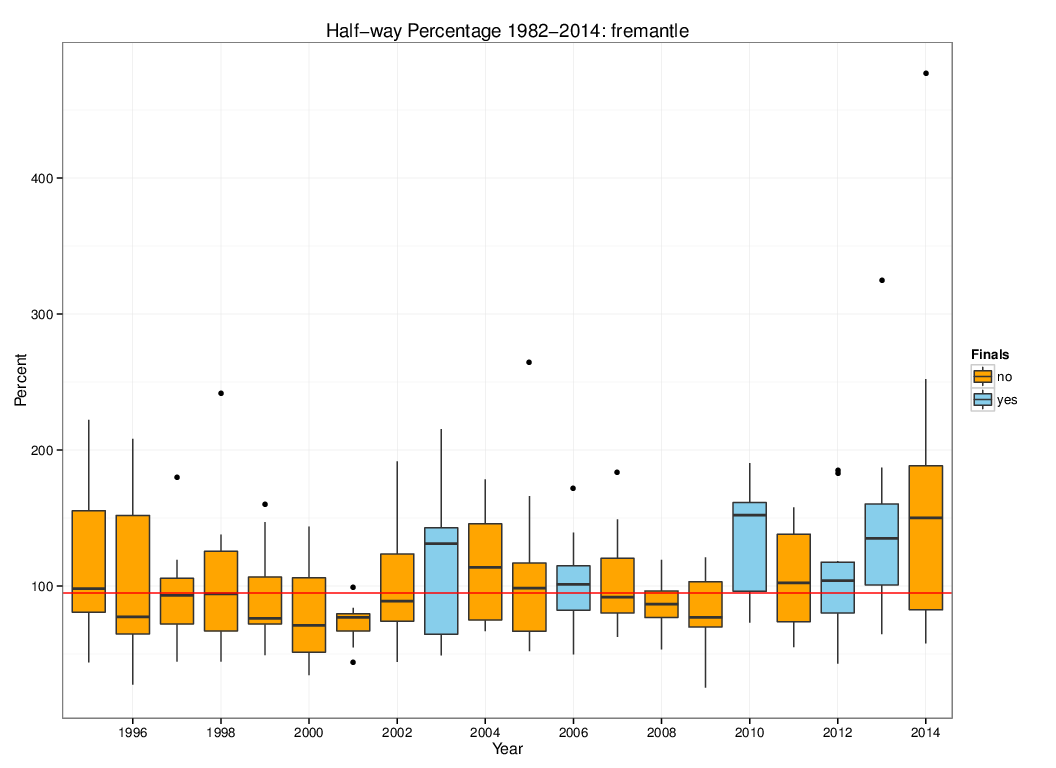 Half−way Percentage 1982−2014: fremantle
Percent
400
300
200
100
1996 1998 2000 2002 2004 2006 2008 2010 2012 2014
Year
Finals
no
yes